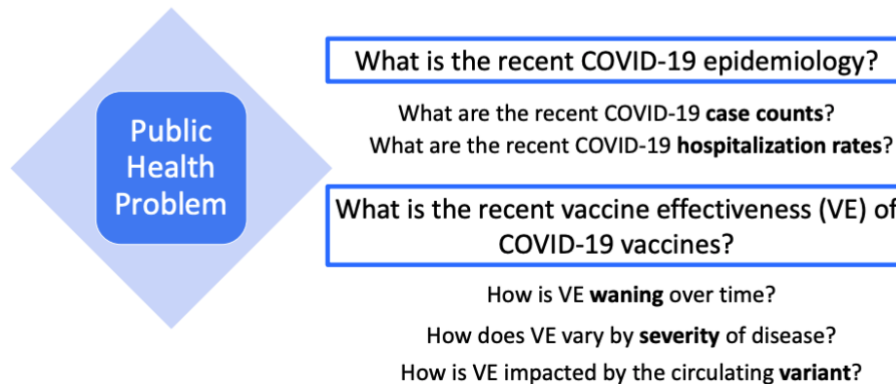 Public
Health
Problem
What is the recent COVID-19 epidemiology?
What are the recent COVID-19 case counts?
What are the recent COVID-19 hospitalization rates?
What is the recent vaccine effectiveness (VE) of
COVID-19 vaccines?
How is VE waning over time?
How does VE vary by severity of disease?
How is VE impacted by the circulating variant?